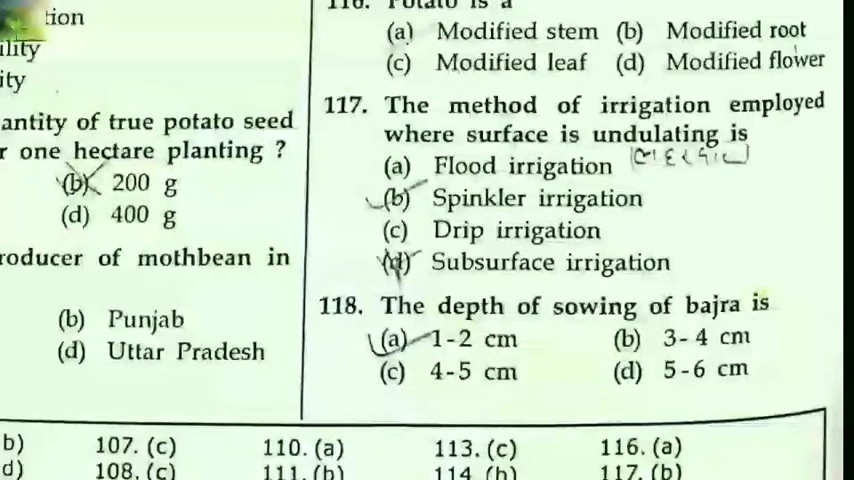 tion
ility
ity
antity of true potato seed
r one hectare planting ?
(b) 200 g
(d) 400 g
roducer of mothbean in
(b) Punjab
(d) Uttar Pradesh
116. Potato is a
(a) Modified stem (b) Modified root
(c) Modified leaf (d) Modified flower
117. The method of irrigation employed
where surface is undulating is
(a) Flood irrigation
(b) Spinkler irrigation
(c) Drip irrigation
(d) Subsurface irrigation
118. The depth of sowing of bajra is
(a) 1-2 cm (b) 3-4 cm
(c) 4-5 cm (d) 5-6 cm
b) 107. (c) 110. (a) 113. (c) 116. (a)
d) 108. (c) 111. (b) 114. (b) 117. (b)